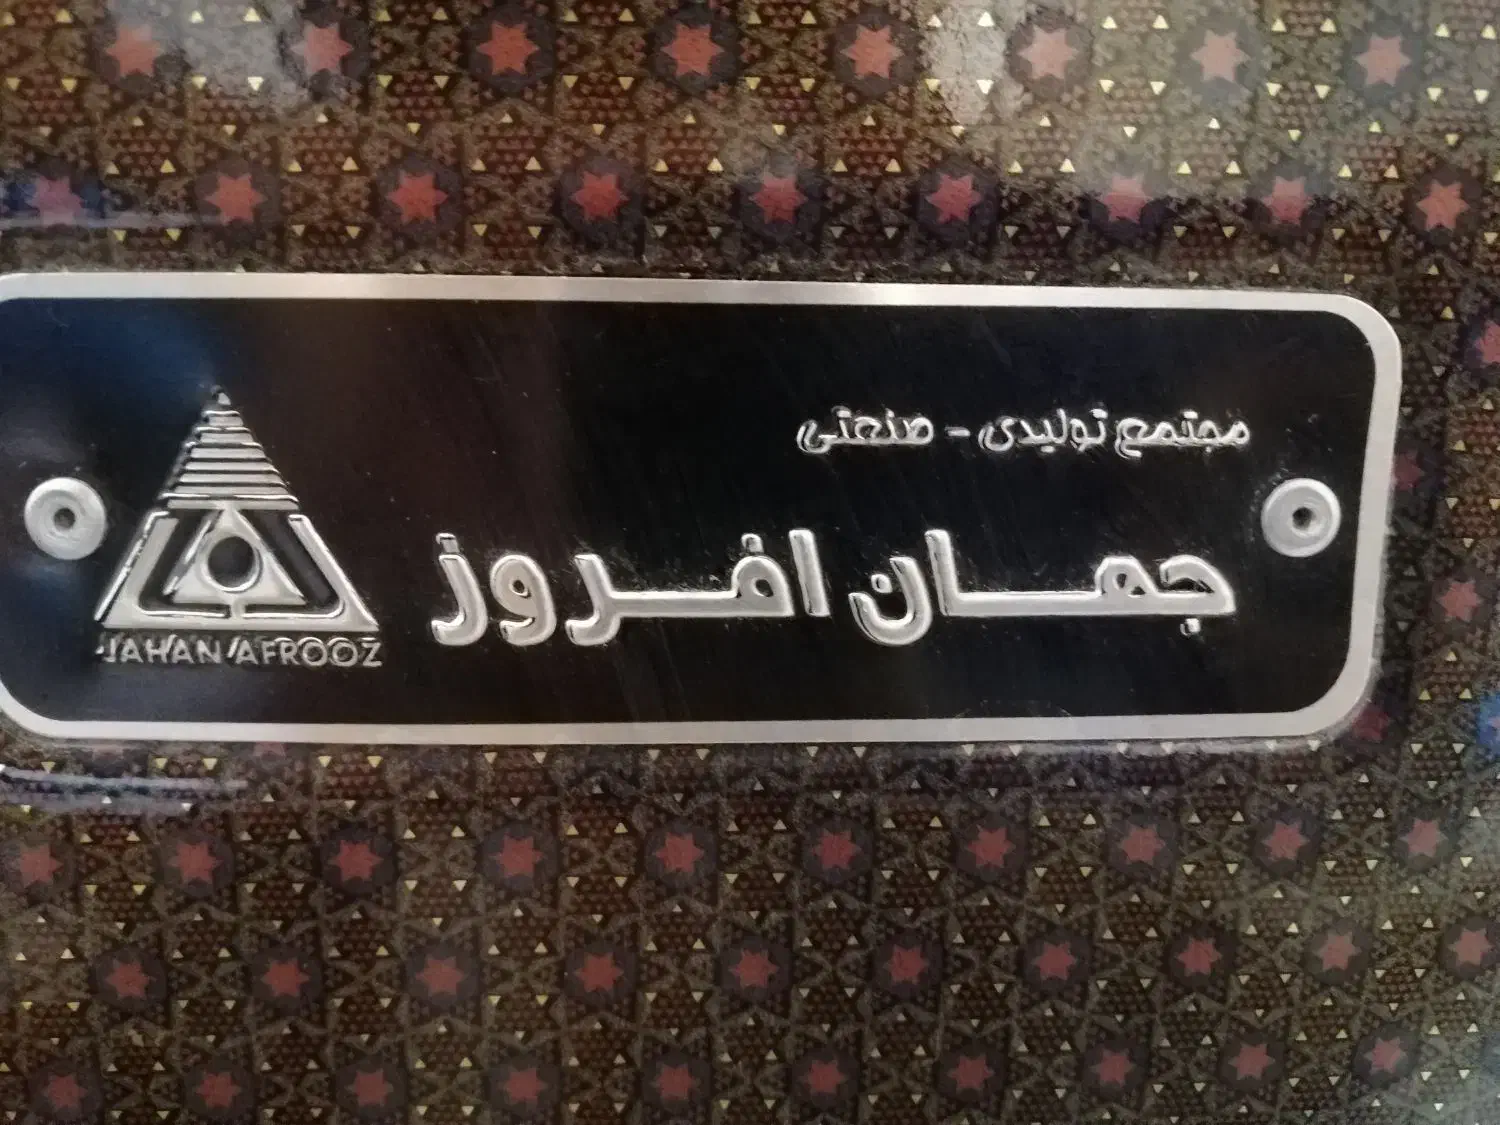 مجتمع تولیدی - صنعتی
جهان افروز
JAHAN AFROOZ